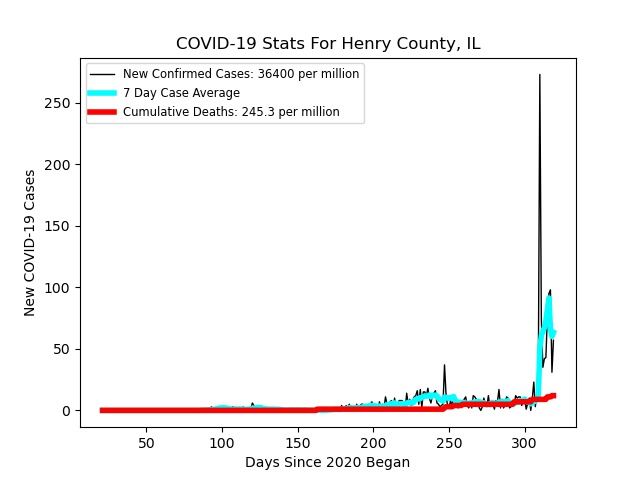 COVID-19 Stats For Henry County, IL
New Confirmed Cases: 36400 per million
7 Day Case Average
Cumulative Deaths: 245.3 per million
New COVID-19 Cases
250
200
150
100
50
0
50 100 150 200 250 300
Days Since 2020 Began